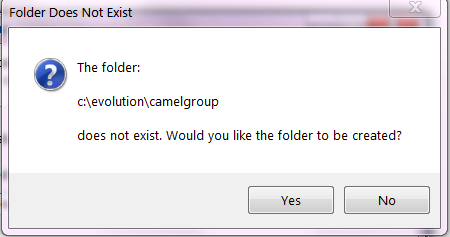 Folder Does Not Exist
The folder:
c:\evolution\camelgroup
does not exist. Would you like the folder to be created?
Yes
No